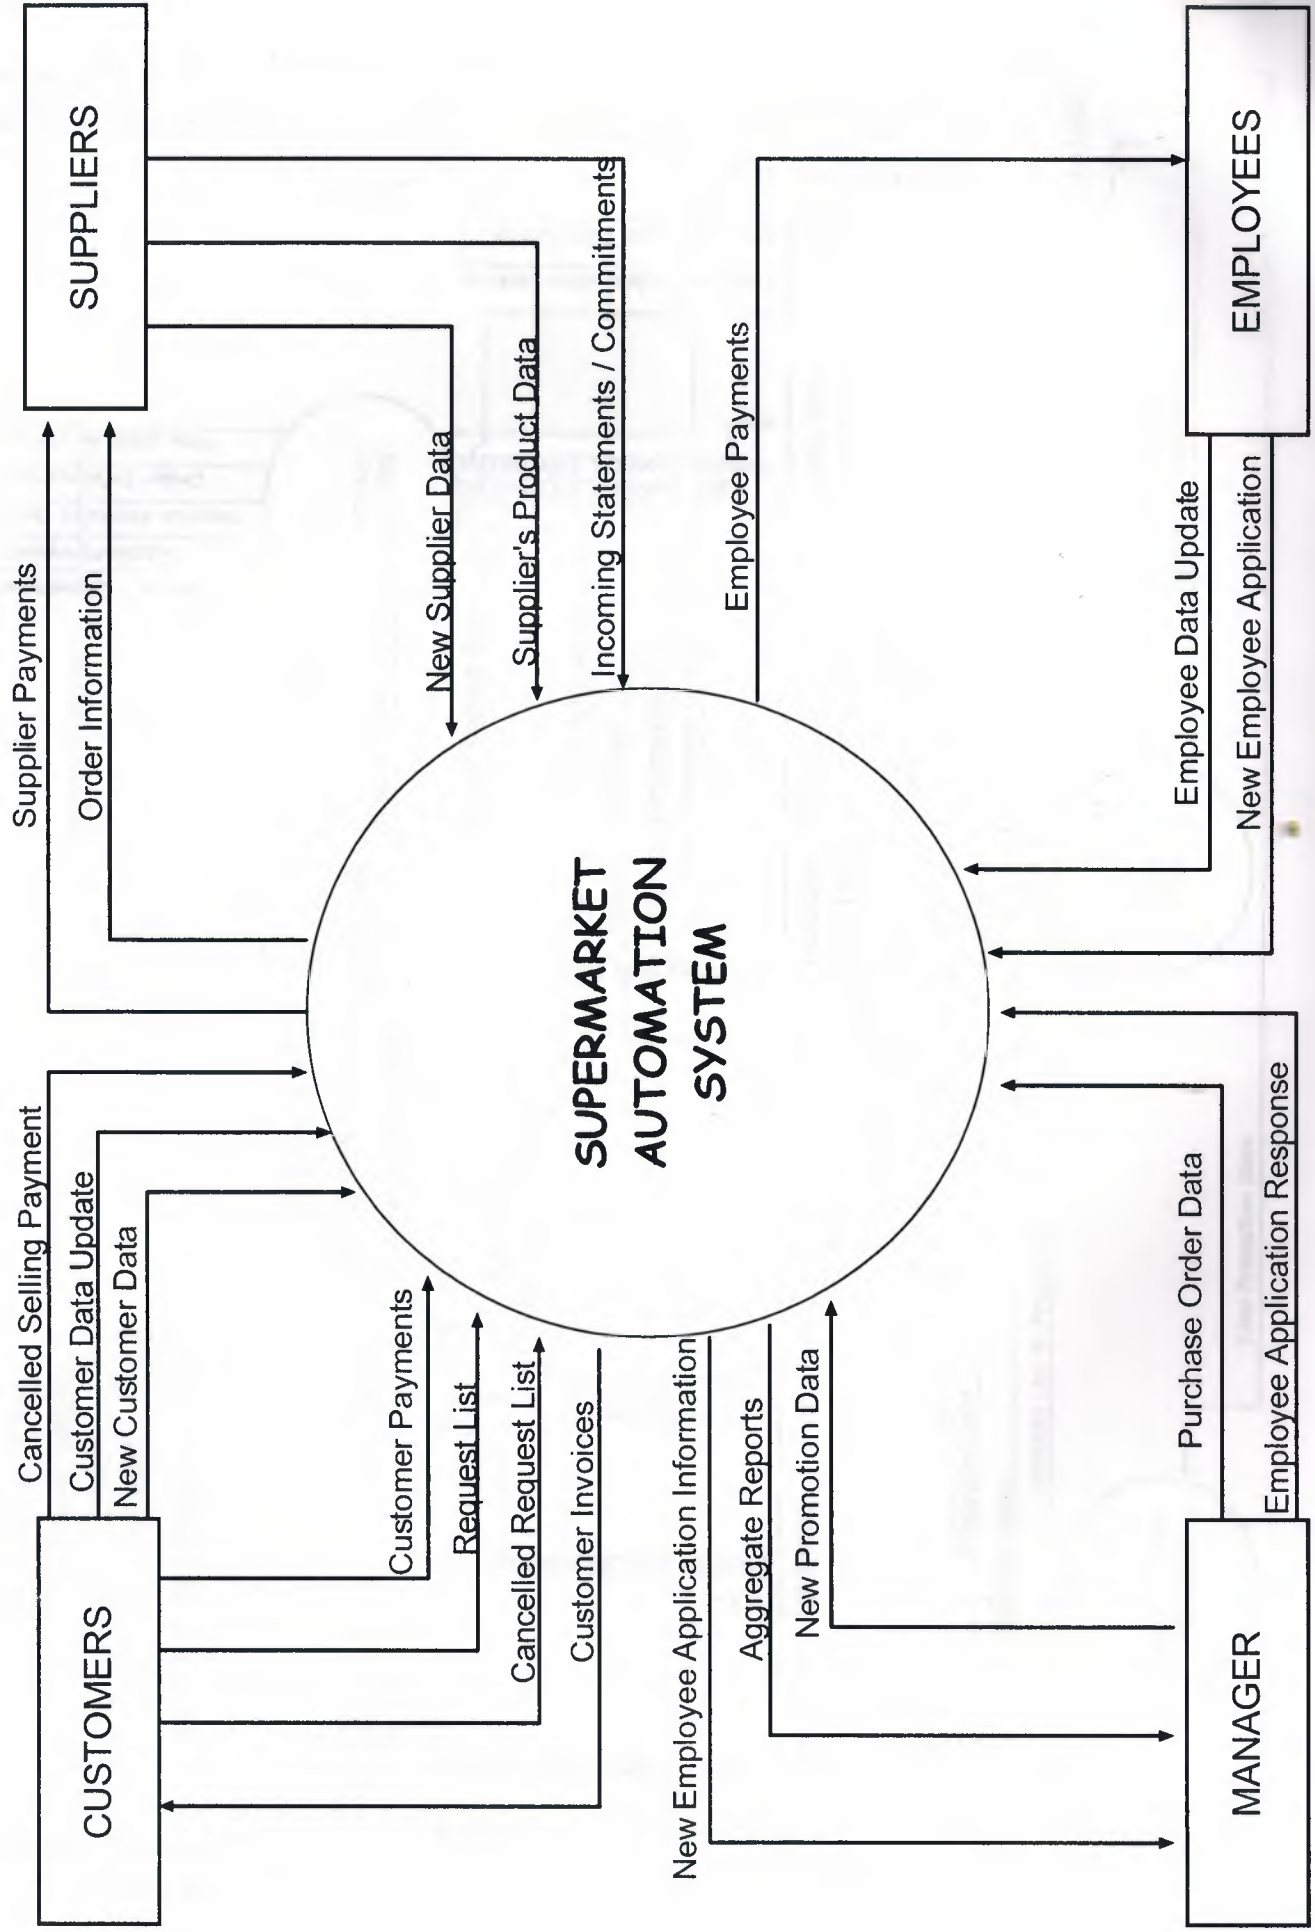 CUSTOMERS
Cancelled Selling Payment
Customer Data Update
New Customer Data
Customer Payments
Request List
Cancelled Request List
Customer Invoices
SUPPLIERS
Supplier Payments
Order Information
New Supplier Data
Supplier's Product Data
Incoming Statements / Commitments
SUPERMARKET
AUTOMATION
SYSTEM
New Employee Application Information
Aggregate Reports
New Promotion Data
Purchase Order Data
Employee Application Response
MANAGER
Employee Payments
Employee Data Update
New Employee Application
EMPLOYEES